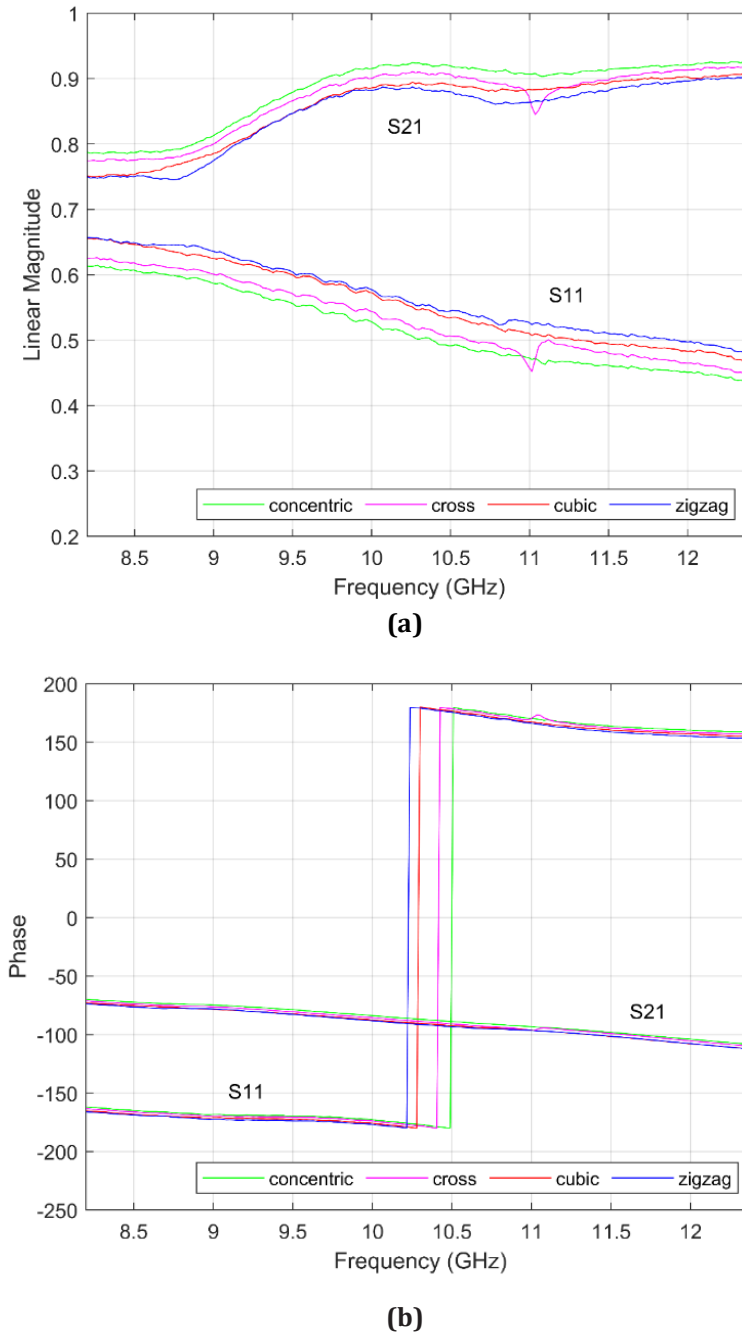 1
0.9
0.8
0.7
0.6
0.5
0.4
0.3
0.2
Linear Magnitude
S21
S11
concentric cross cubic zigzag
8.5 9 9.5 10 10.5 11 11.5 12
Frequency (GHz)
(a)
200
150
100
50
0
-50
-100
-150
-200
-250
Phase
S21
S11
concentric cross cubic zigzag
8.5 9 9.5 10 10.5 11 11.5 12
Frequency (GHz)
(b)